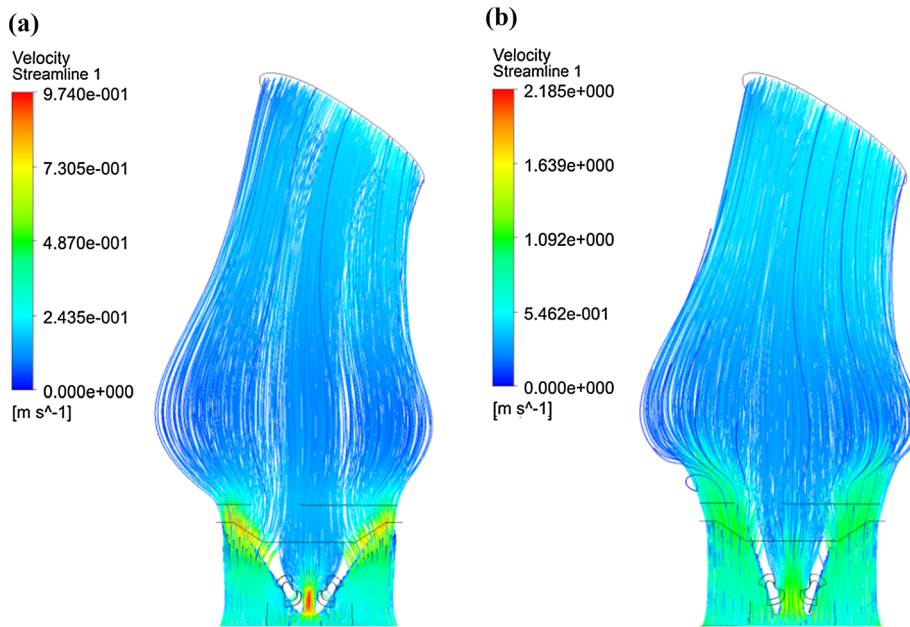 (a)
Velocity
Streamline 1
9.740e-001
7.305e-001
4.870e-001
2.435e-001
0.000e+000
[m s^-1]
(b)
Velocity
Streamline 1
2.185e+000
1.639e+000
1.092e+000
5.462e-001
0.000e+000
[m s^-1]